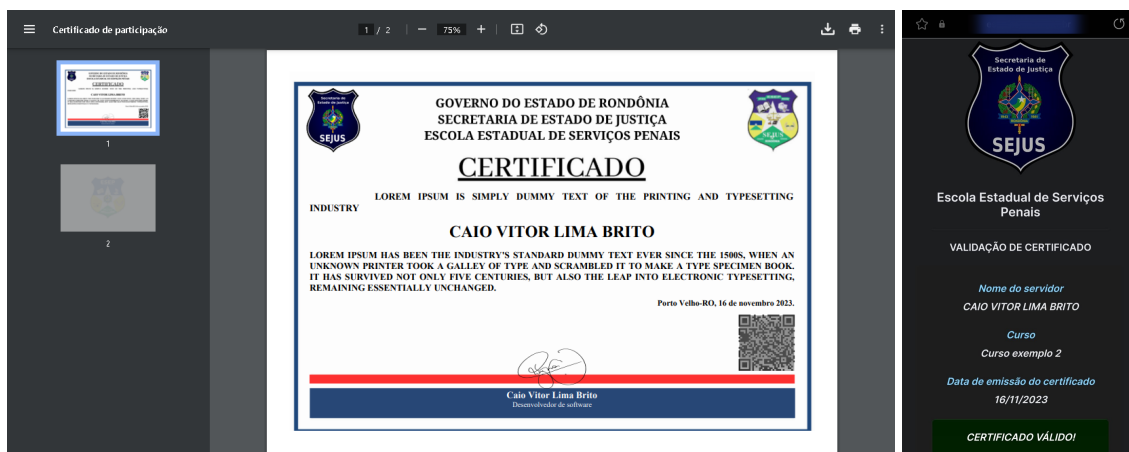 Certificado de participação
1 / 2
75%
1
2
Secretaria de
Estado de Justiça
SEJUS
GOVERNO DO ESTADO DE RONDÔNIA
SECRETARIA DE ESTADO DE JUSTIÇA
ESCOLA ESTADUAL DE SERVIÇOS PENAIS
SEJUS
CERTIFICADO
LOREM IPSUM IS SIMPLY DUMMY TEXT OF THE PRINTING AND TYPESETTING
INDUSTRY
CAIO VITOR LIMA BRITO
LOREM IPSUM HAS BEEN THE INDUSTRY'S STANDARD DUMMY TEXT EVER SINCE THE 1500S, WHEN AN
UNKNOWN PRINTER TOOK A GALLEY OF TYPE AND SCRAMBLED IT TO MAKE A TYPE SPECIMEN BOOK.
IT HAS SURVIVED NOT ONLY FIVE CENTURIES, BUT ALSO THE LEAP INTO ELECTRONIC TYPESETTING,
REMAINING ESSENTIALLY UNCHANGED.
Porto Velho-RO, 16 de novembro 2023.
Caio Vitor Lima Brito
Desenvolvedor de software
Secretaria de
Estado de Justiça
SEJUS
Escola Estadual de Serviços
Penais
VALIDAÇÃO DE CERTIFICADO
Nome do servidor
CAIO VITOR LIMA BRITO
Curso
Curso exemplo 2
Data de emissão do certificado
16/11/2023
CERTIFICADO VÁLIDO!